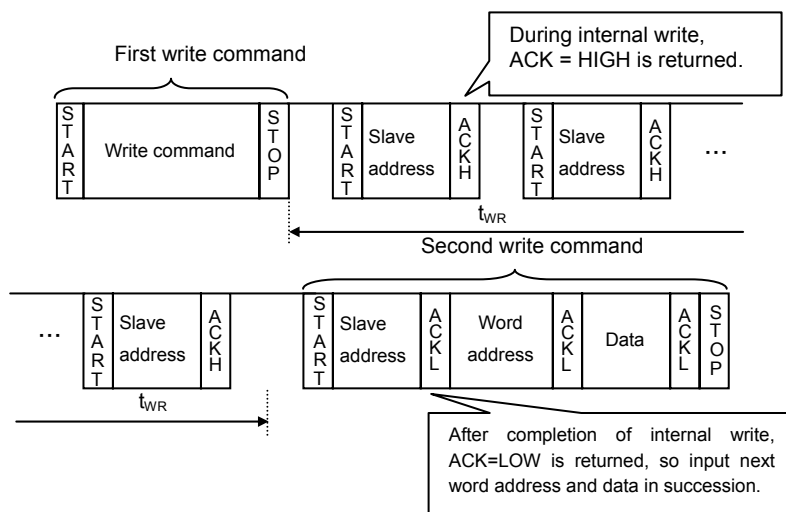 During internal write,
ACK = HIGH is returned.
First write command
START Write command STOP START Slave address ACKH START Slave address ACKH ...
tWR
Second write command
... START Slave address ACKH START Slave address ACKL Word address ACKL Data ACKL STOP
tWR
After completion of internal write,
ACK=LOW is returned, so input next
word address and data in succession.